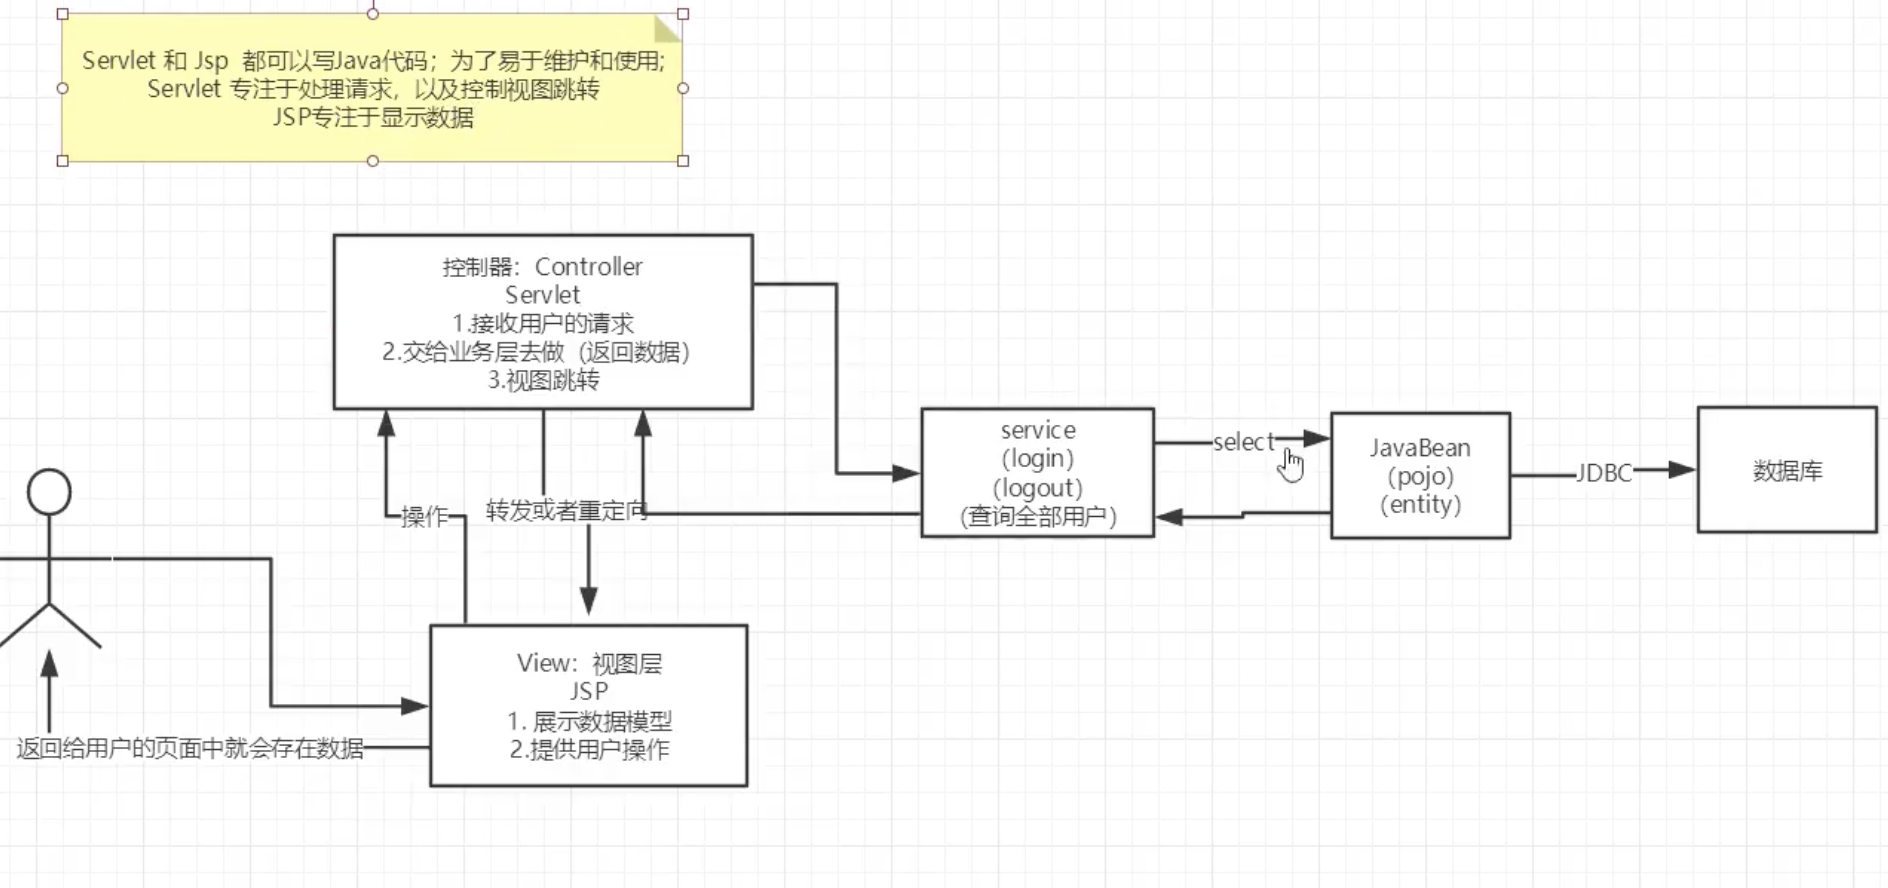 Servlet 和 Jsp 都可以写Java代码；为了易于维护和使用;
Servlet 专注于处理请求，以及控制视图跳转
JSP专注于显示数据
控制器：Controller
Servlet
1.接收用户的请求
2.交给业务层去做（返回数据）
3.视图跳转
service
(login)
(logout)
(查询全部用户)
select
JavaBean
(pojo)
(entity)
JDBC
数据库
操作
转发或者重定向
View：视图层
JSP
1. 展示数据模型
2.提供用户操作
返回给用户的页面中就会存在数据